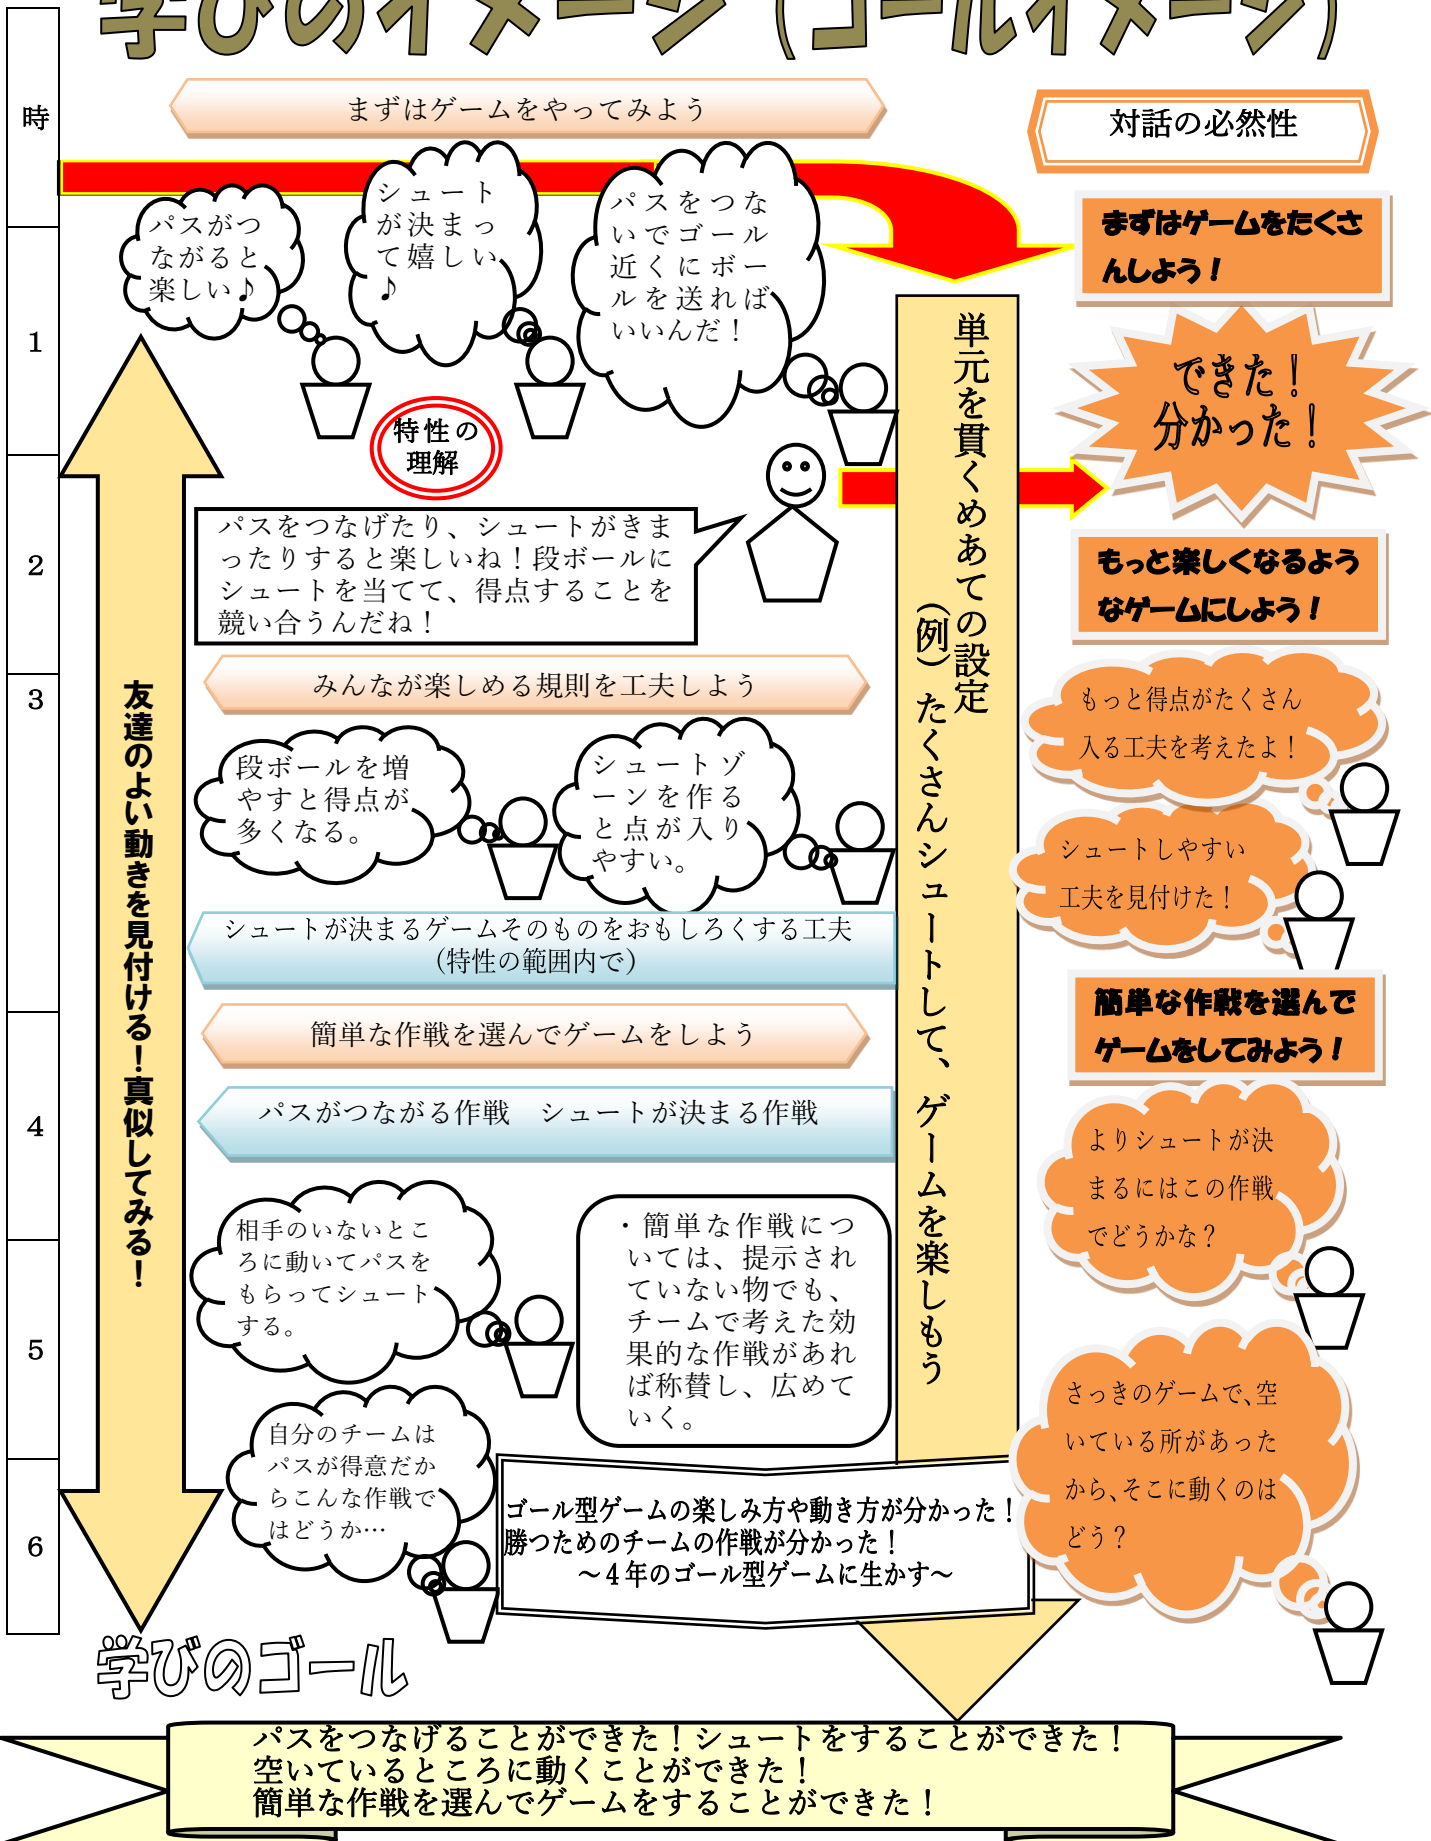 学びのイメージ（ゴールイメージ）
時
1
2
3
4
5
6
まずはゲームをやってみよう
パスがつ
ながると
楽しい♪
シュート
が決まっ
て嬉しい
♪
パスをつな
いでゴール
近くにボー
ルを送れば
いいんだ！
特性の
理解
パスをつなげたり、シュートがきま
ったりすると楽しいね！段ボールに
シュートを当てて、得点することを
競い合うんだね！
みんなが楽しめる規則を工夫しよう
段ボールを増
やすと得点が
多くなる。
シュートゾ
ーンを作る
と点が入り
やすい。
シュートが決まるゲームそのものをおもしろくする工夫
（特性の範囲内で）
簡単な作戦を選んでゲームをしよう
パスがつながる作戦　シュートが決まる作戦
相手のいないとこ
ろに動いてパスを
もらってシュート
する。
・簡単な作戦につ
いては、提示され
ていない物でも、
チームで考えた効
果的な作戦があれ
ば称賛し、広めて
いく。
自分のチームは
パスが得意だか
らこんな作戦で
はどうか…
友達のよい動きを見付ける！真似してみる！
単元を貫くめあての設定
（例）たくさんシュートして、ゲームを楽しもう
ゴール型ゲームの楽しみ方や動き方が分かった！
勝つためのチームの作戦が分かった！
～４年のゴール型ゲームに生かす～
対話の必然性
まずはゲームをたくさ
んしよう！
できた！
分かった！
もっと楽しくなるよう
なゲームにしよう！
もっと得点がたくさん
入る工夫を考えたよ！
シュートしやすい
工夫を見付けた！
簡単な作戦を選んで
ゲームをしてみよう！
よりシュートが決
まるにはこの作戦
でどうかな？
さっきのゲームで、空
いている所があった
から、そこに動くのは
どう？
学びのゴール
パスをつなげることができた！シュートをすることができた！
空いているところに動くことができた！
簡単な作戦を選んでゲームをすることができた！